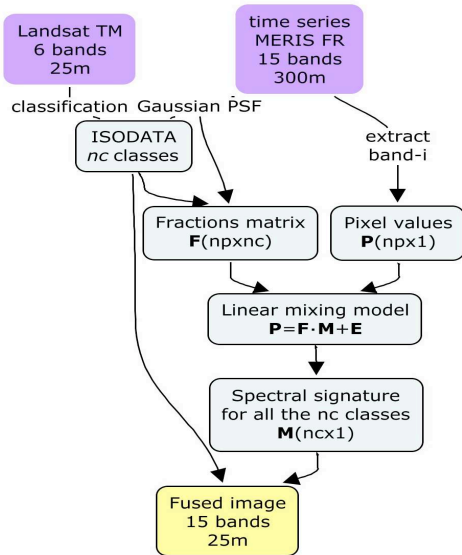 Landsat TM
6 bands
25m
time series
MERIS FR
15 bands
300m
classification
Gaussian PSF
ISODATA
nc classes
extract
band-i
Fractions matrix
F(npxnc)
Pixel values
P(npx1)
Linear mixing model
P=F·M+E
Spectral signature
for all the nc classes
M(ncx1)
Fused image
15 bands
25m